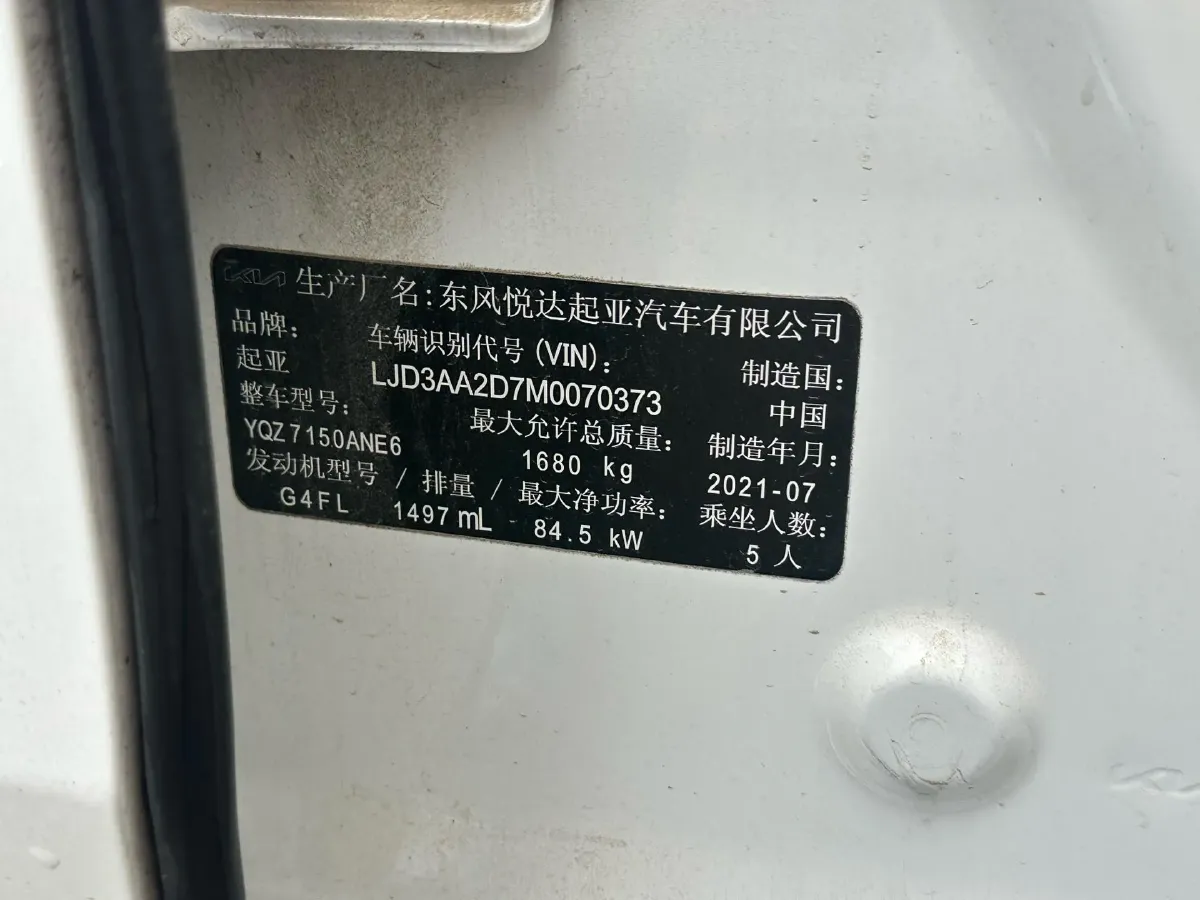 KIA 生产厂名:东风悦达起亚汽车有限公司
品牌: 车辆识别代号(VIN): 制造国:
起亚 LJD3AA2D7M0070373 中国
整车型号: 最大允许总质量: 制造年月:
YQZ7150ANE6 1680 kg 2021-07
发动机型号 / 排量 / 最大净功率: 乘坐人数:
G4FL 1497mL 84.5 kW 5 人